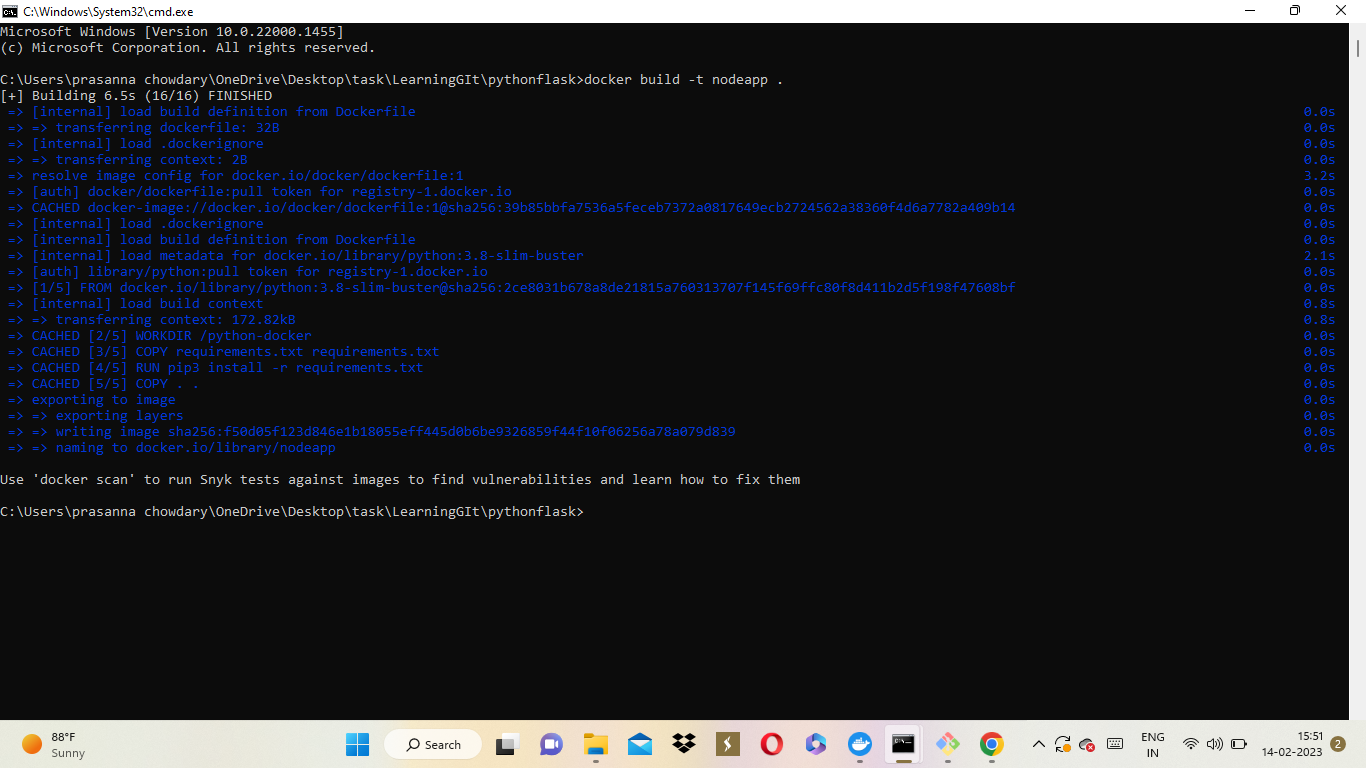 C:\Windows\System32\cmd.exe
Microsoft Windows [Version 10.0.22000.1455]
(c) Microsoft Corporation. All rights reserved.
C:\Users\prasanna chowdary\OneDrive\Desktop\task\LearningGIt\pythonflask>docker build -t nodeapp .
[+] Building 6.5s (16/16) FINISHED
=> [internal] load build definition from Dockerfile 0.0s
=> => transferring dockerfile: 32B 0.0s
=> [internal] load .dockerignore 0.0s
=> => transferring context: 2B 0.0s
=> resolve image config for docker.io/docker/dockerfile:1 3.2s
=> [auth] docker/dockerfile:pull token for registry-1.docker.io 0.0s
=> CACHED docker-image://docker.io/docker/dockerfile:1@sha256:39b85bbfa7536a5feceb7372a0817649ecb2724562a38360f4d6a7782a409b14 0.0s
=> [internal] load .dockerignore 0.0s
=> [internal] load build definition from Dockerfile 0.0s
=> [internal] load metadata for docker.io/library/python:3.8-slim-buster 2.1s
=> [auth] library/python:pull token for registry-1.docker.io 0.0s
=> [1/5] FROM docker.io/library/python:3.8-slim-buster@sha256:2ce8031b678a8de21815a760313707f145f69ffc80f8d411b2d5f198f47608bf 0.0s
=> [internal] load build context 0.8s
=> => transferring context: 172.82kB 0.8s
=> CACHED [2/5] WORKDIR /python-docker 0.0s
=> CACHED [3/5] COPY requirements.txt requirements.txt 0.0s
=> CACHED [4/5] RUN pip3 install -r requirements.txt 0.0s
=> CACHED [5/5] COPY . . 0.0s
=> exporting to image 0.0s
=> => exporting layers 0.0s
=> => writing image sha256:f50d05f123d846e1b18055eff445d0b6be9326859f44f10f06256a78a079d839 0.0s
=> => naming to docker.io/library/nodeapp 0.0s
Use 'docker scan' to run Snyk tests against images to find vulnerabilities and learn how to fix them
C:\Users\prasanna chowdary\OneDrive\Desktop\task\LearningGIt\pythonflask>
88°F
Sunny
Search
ENG
IN
15:51
14-02-2023
2